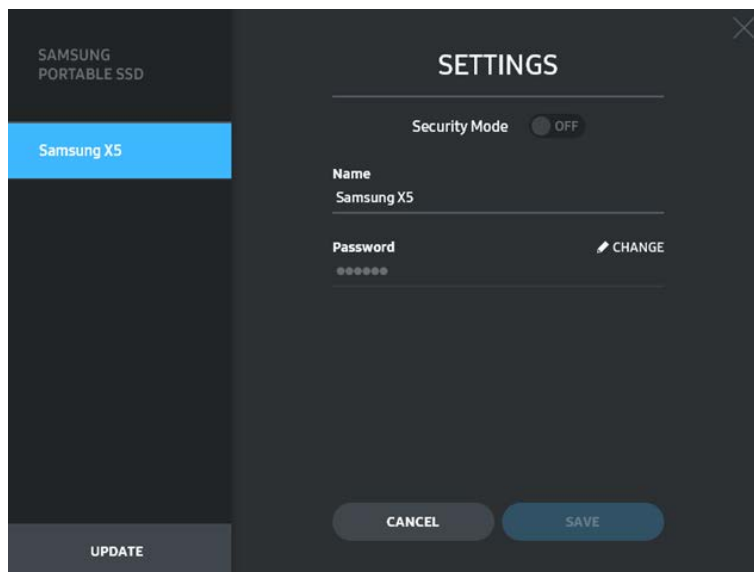 SAMSUNG
PORTABLE SSD
Samsung X5
UPDATE
SETTINGS
Security Mode OFF
Name
Samsung X5
Password CHANGE
●●●●●●
CANCEL SAVE